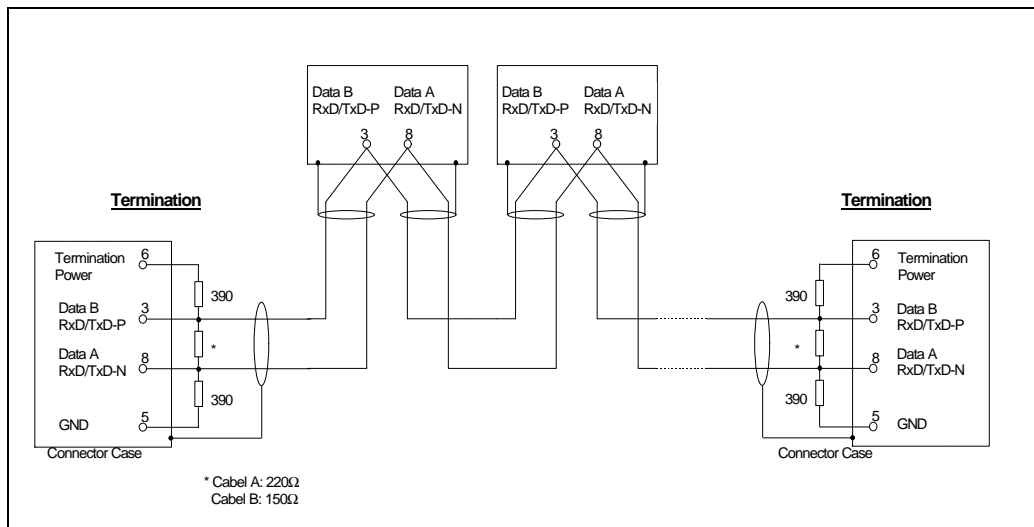 Data B
RxD/TxD-P
Data A
RxD/TxD-N
3
8
Data B
RxD/TxD-P
Data A
RxD/TxD-N
3
8
Termination
Termination
Termination
Power
6
390
Data B
RxD/TxD-P
3
*
Data A
RxD/TxD-N
8
390
GND
5
Connector Case
6
Termination
Power
390
3
Data B
RxD/TxD-P
*
8
Data A
RxD/TxD-N
390
5
GND
Connector Case
* Cabel A: 220Ω
Cabel B: 150Ω